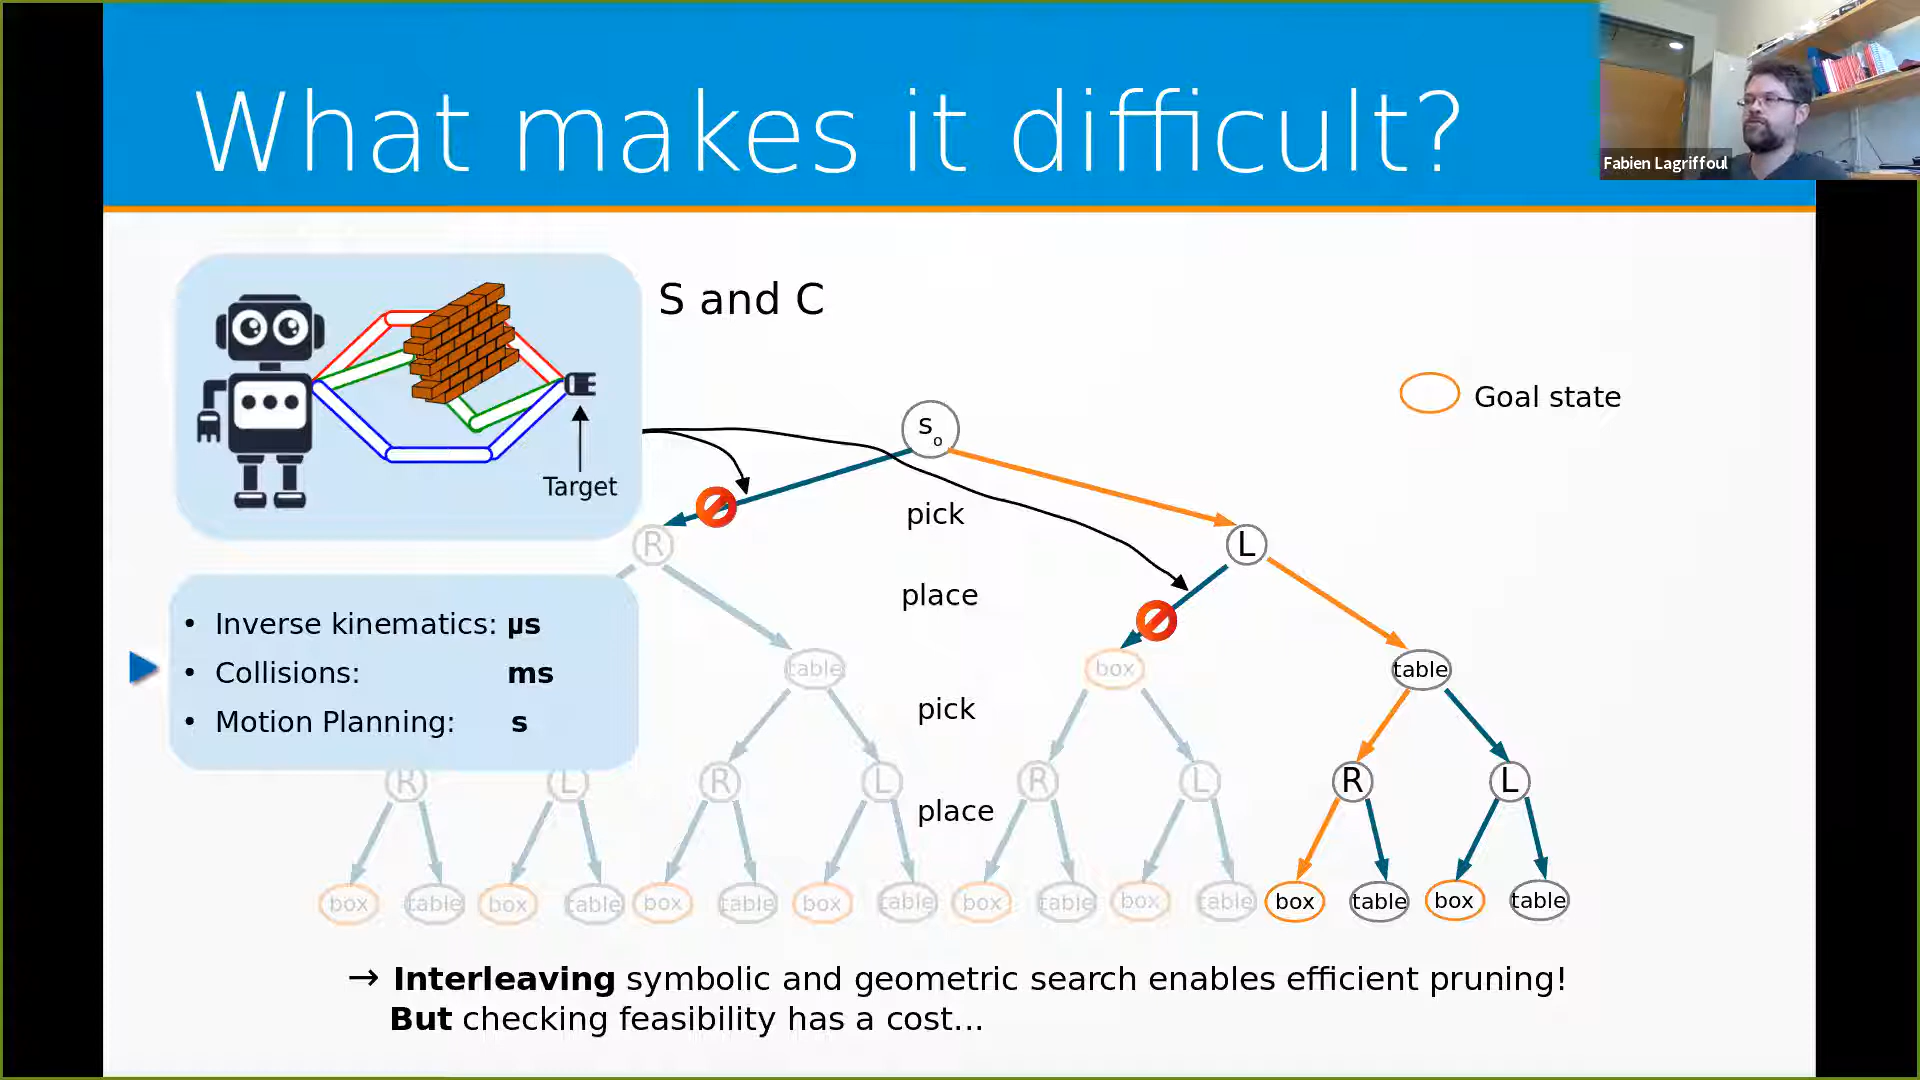 What makes it difficult?
Fabien Lagriffoul
S and C
Target
Goal state
s₀
pick
R
L
place
• Inverse kinematics: µs
• Collisions: ms
• Motion Planning: s
table
box
table
pick
R
L
R
L
R
L
R
L
place
box
table
box
table
box
table
box
table
box
table
box
table
box
table
box
table
→ Interleaving symbolic and geometric search enables efficient pruning!
But checking feasibility has a cost...